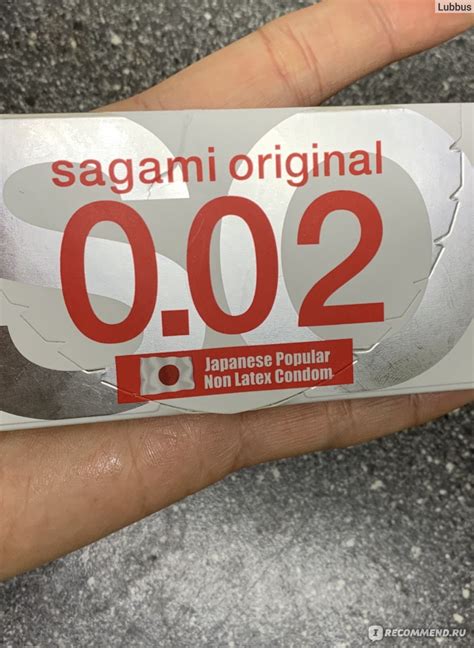 Lubbus
sagami original
0.02
Japanese Popular
Non Latex Condom
I RECOMMEND.RU